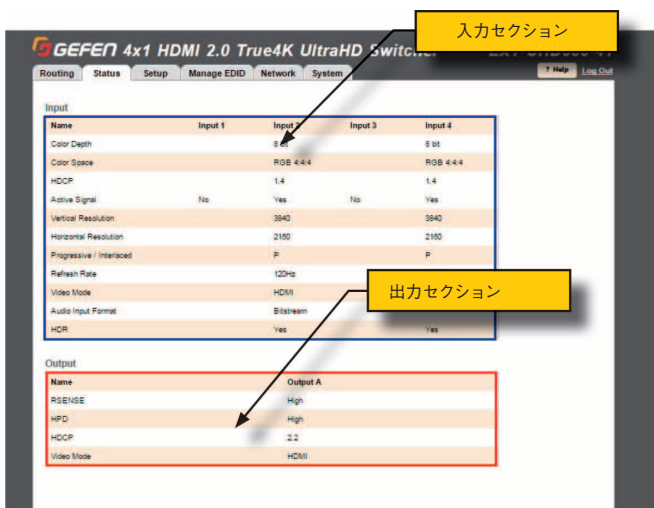 入力セクション
GEFEN 4x1 HDMI 2.0 True4K UltraHD Switcher
Routing Status Setup Manage EDID Network System ? Help Log Out
Input
Name Input 1 Input 2 Input 3 Input 4
Color Depth 8 bit 8 bit
Color Space RGB 4:4:4 RGB 4:4:4
HDCP 1.4 1.4
Active Signal No Yes No Yes
Vertical Resolution 3840 3840
Horizontal Resolution 2160 2160
Progressive / Interlaced P P
Refresh Rate 120Hz
出力セクション
Video Mode HDMI
Audio Input Format Bitstream
HDR Yes Yes
Output
Name Output A
RSENSE High
HPD High
HDCP 2.2
Video Mode HDMI